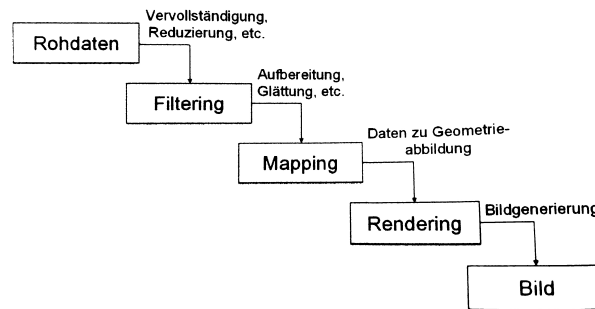 Vervollständigung,
Reduzierung, etc.
Rohdaten
Aufbereitung,
Glättung, etc.
Filtering
Daten zu Geometrie-
abbildung
Mapping
Bildgenerierung
Rendering
Bild